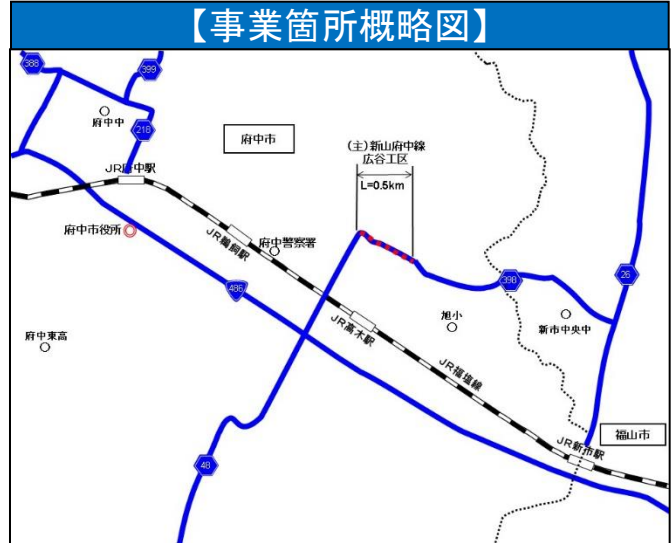 【事業箇所概略図】
388
399
府中中
218
府中市
(主)新山府中線
広谷工区
L=0.5km
JR府中駅
府中市役所
JR鵜飼駅
府中警察署
26
398
486
旭小
新市中央中
JR高木駅
府中東高
JR福塩線
福山市
JR新市駅
48